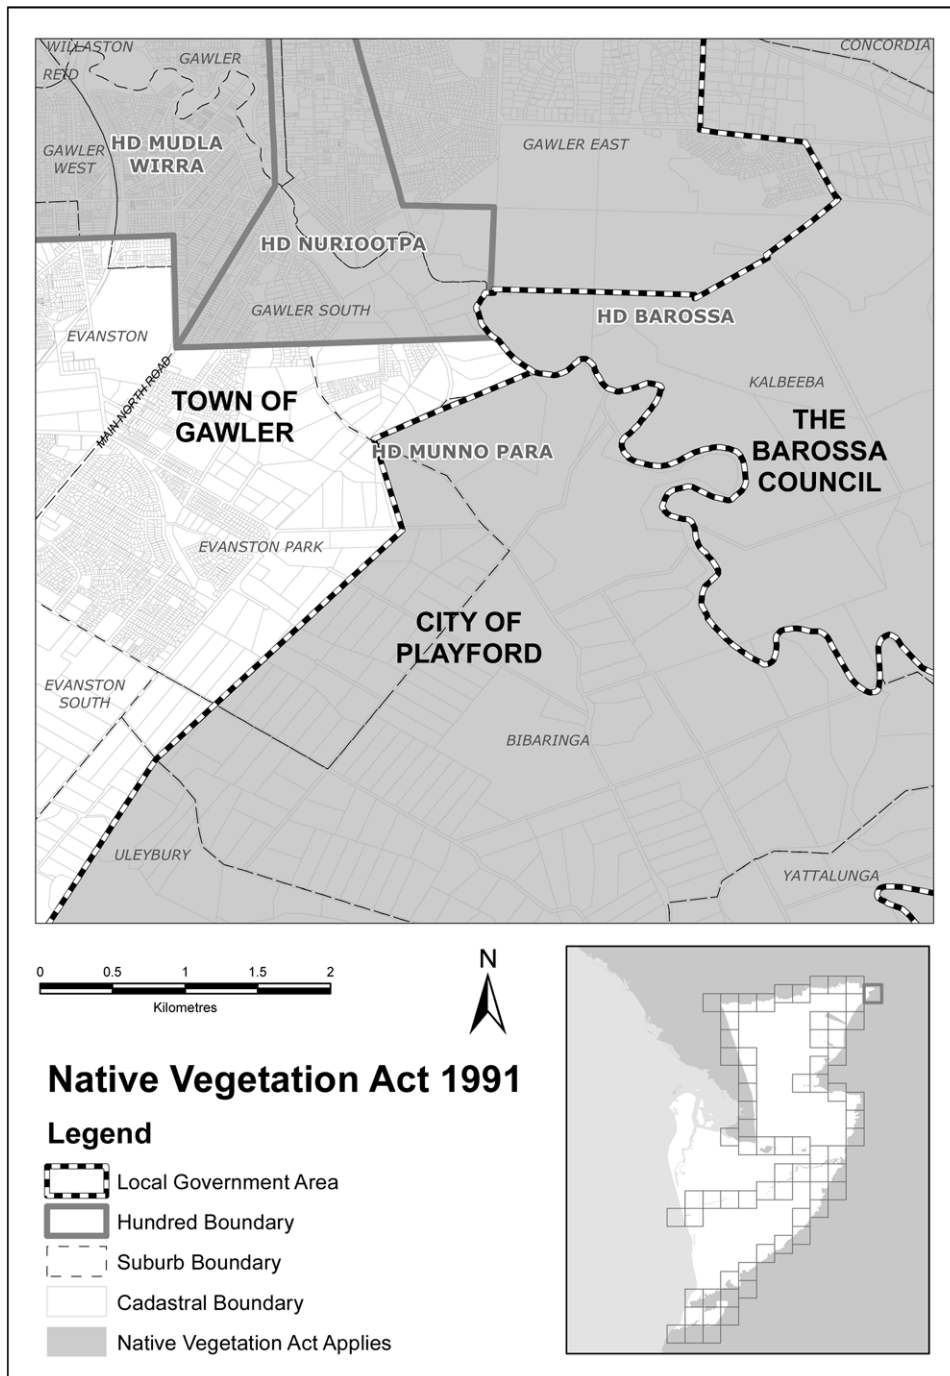 WILLASTON
CONCORDIA
GAWLER
REID
HD MUDLA
WIRRA
GAWLER
WEST
GAWLER EAST
HD NURIOOTPA
GAWLER SOUTH
HD BAROSSA
EVANSTON
MAIN NORTH ROAD
KALBEEBA
TOWN OF
GAWLER
THE
BAROSSA
COUNCIL
HD MUNNO PARA
EVANSTON PARK
CITY OF
PLAYFORD
EVANSTON
SOUTH
BIBARINGA
ULEYBURY
YATTALUNGA
0 0.5 1 1.5 2
Kilometres
N
Native Vegetation Act 1991
Legend
Local Government Area
Hundred Boundary
Suburb Boundary
Cadastral Boundary
Native Vegetation Act Applies